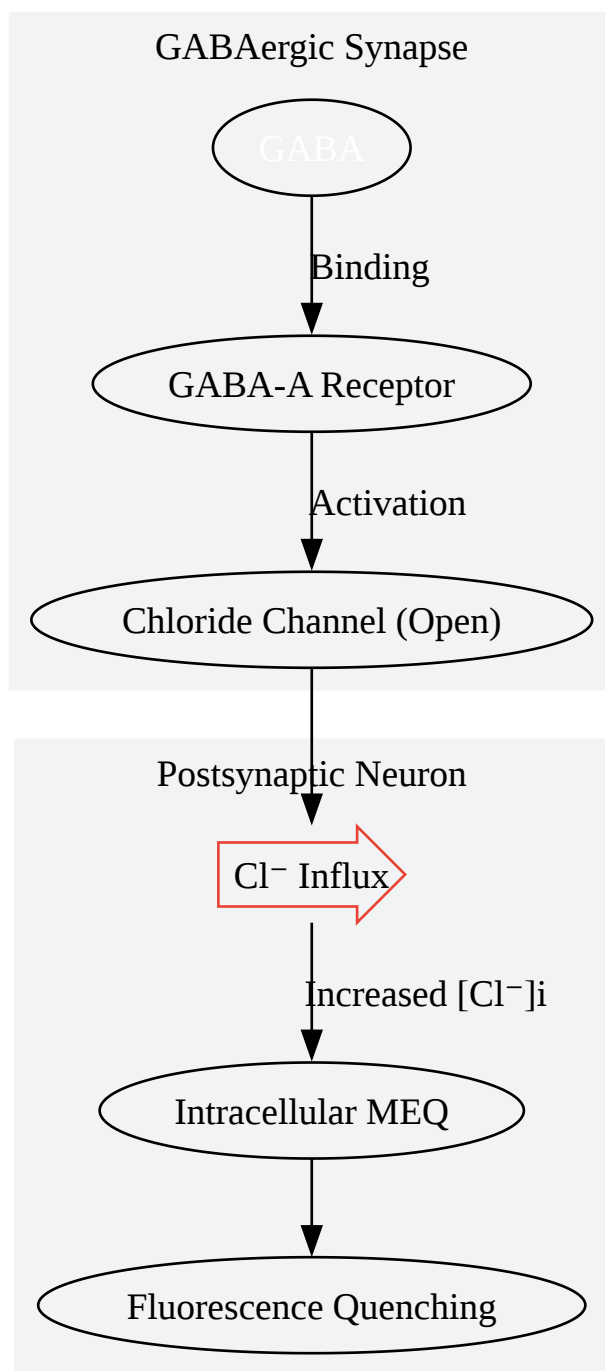 GABAergic Synapse
GABA
Binding
GABA-A Receptor
Activation
Chloride Channel (Open)
Postsynaptic Neuron
Cl⁻ Influx
Increased [Cl⁻]i
Intracellular MEQ
Fluorescence Quenching